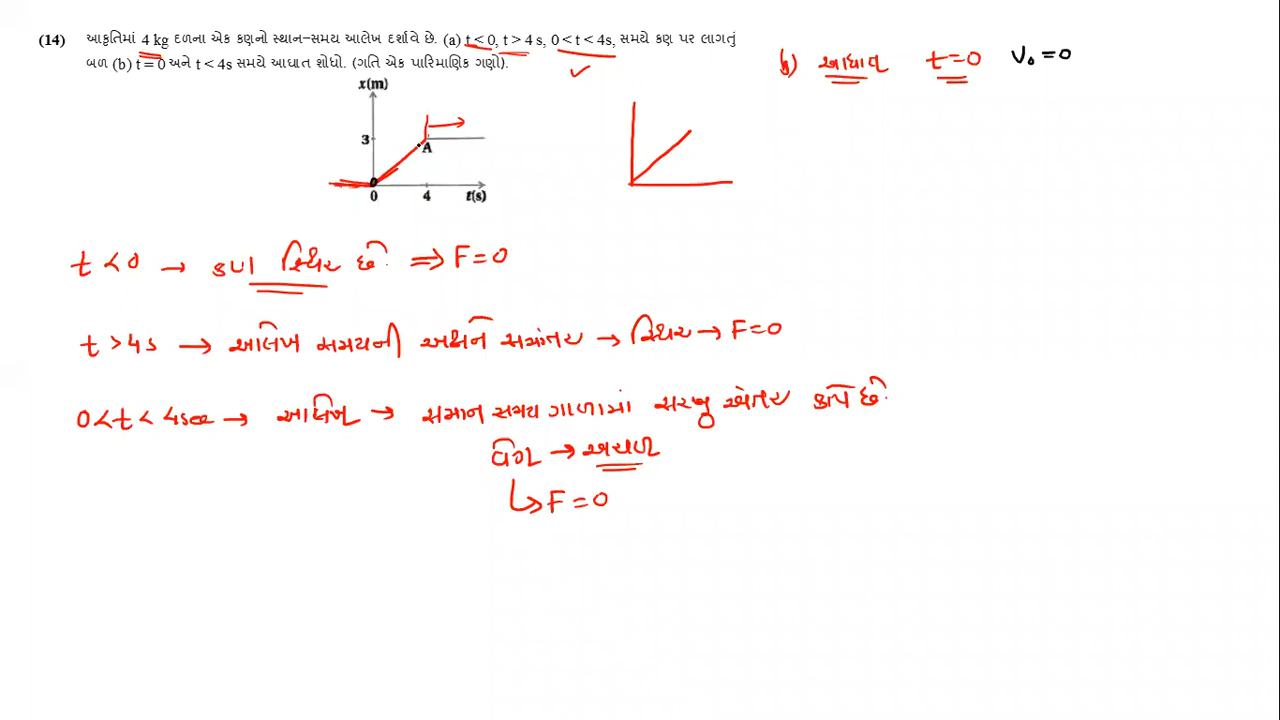 (14) આકૃતિમાં 4 kg દળના એક કણનો સ્થાન-સમય આલેખ દર્શાવે છે. (a) t < 0, t > 4 s, 0 < t < 4s, સમયે કણ પર લાગતું
બળ (b) t = 0 અને t < 4s સમયે આઘાત શોધો. (ગતિ એક પારિમાણિક ગણો).
b) આઘાત t=0 V₀ = 0
x(m)
3
A
0
0 4 t(s)
t < 0 → કણ સ્થિર છે. ⇒ F = 0
t > 4s → આલેખ સમયની અક્ષને સમાંતર → સ્થિર → F = 0
0 < t < 4sec → આલેખ → સમાન સમય ગાળામાં સરખુ અંતર કાપે છે.
વેગ → અચળ
↳ F = 0